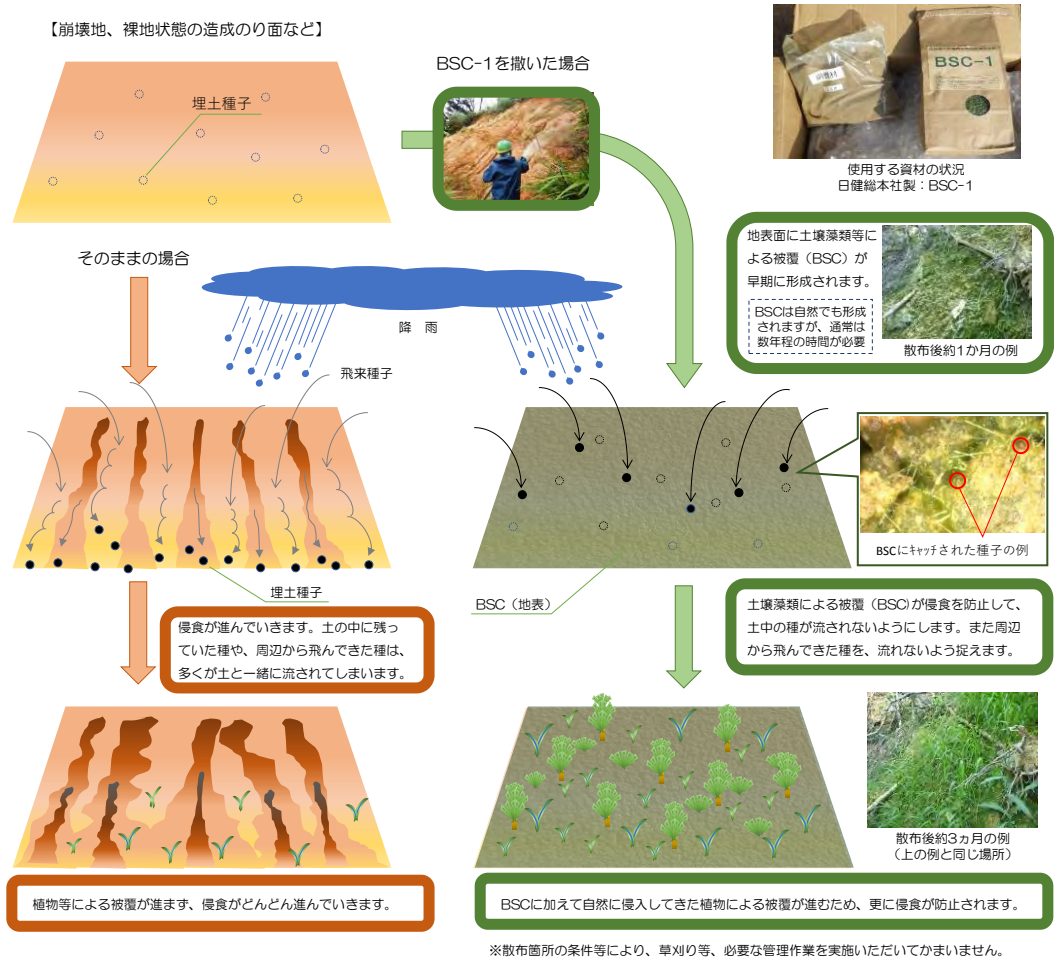 【崩壊地、裸地状態の造成のり面など】
埋土種子
BSC-1を撒いた場合
BSC-1
使用する資材の状況
日健総本社製：BSC-1
そのままの場合
降　雨
飛来種子
地表面に土壌藻類等に
よる被覆（BSC）が
早期に形成されます。
BSCは自然でも形成
されますが、通常は
数年程の時間が必要
散布後約1か月の例
BSCにｷｬｯﾁされた種子の例
埋土種子
BSC（地表）
侵食が進んでいきます。土の中に残っ
ていた種や、周辺から飛んできた種は、
多くが土と一緒に流されてしまいます。
土壌藻類による被覆（BSC)が侵食を防止して、
土中の種が流されないようにします。また周辺
から飛んできた種を、流れないよう捉えます。
散布後約3ヵ月の例
（上の例と同じ場所）
植物等による被覆が進まず、侵食がどんどん進んでいきます。
BSCに加えて自然に侵入してきた植物による被覆が進むため、更に侵食が防止されます。
※散布箇所の条件等により、草刈り等、必要な管理作業を実施いただいてかまいません。